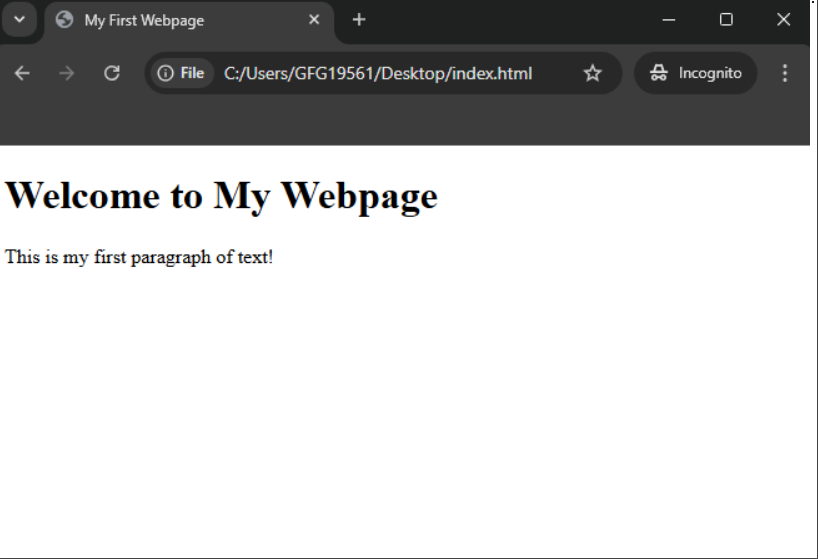 My First Webpage
File C:/Users/GFG19561/Desktop/index.html Incognito
Welcome to My Webpage
This is my first paragraph of text!